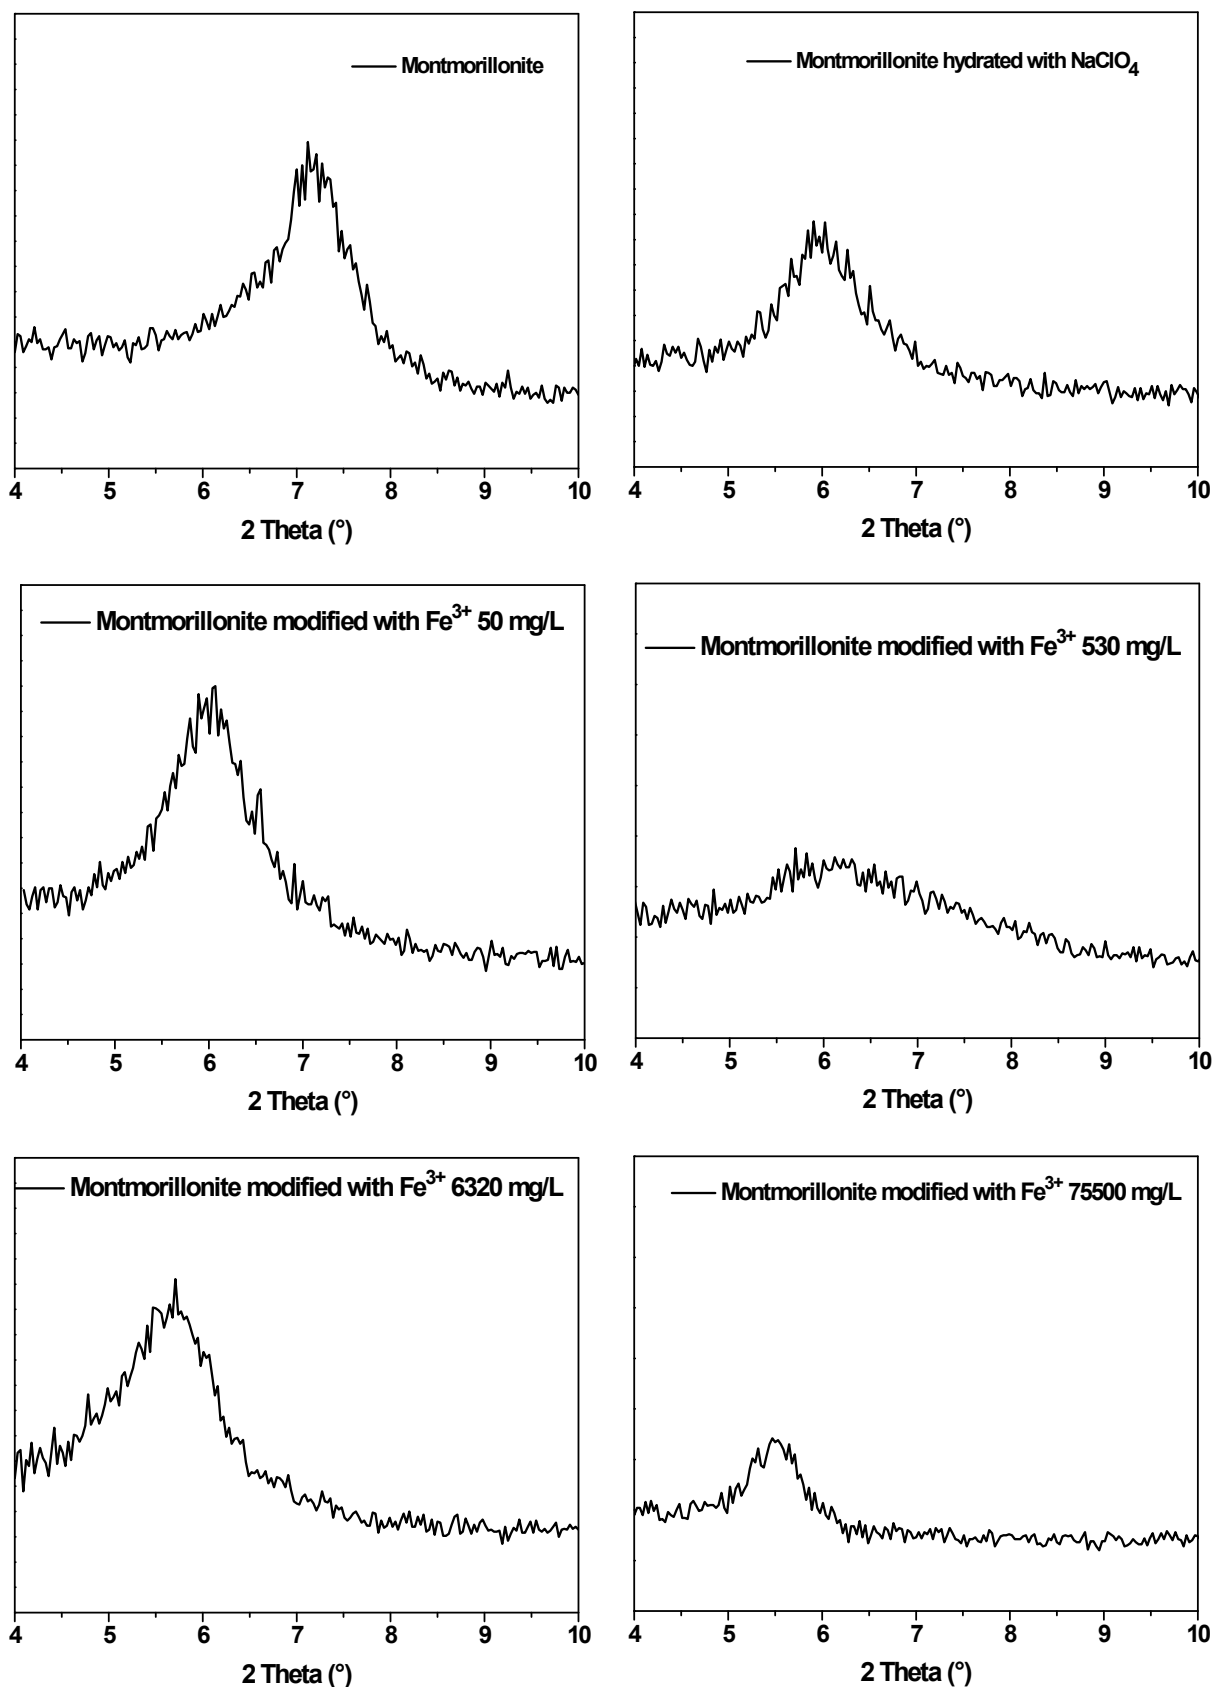 Montmorillonite
4 5 6 7 8 9 10
2 Theta (°)
Montmorillonite hydrated with NaClO4
4 5 6 7 8 9 10
2 Theta (°)
Montmorillonite modified with Fe3+ 50 mg/L
4 5 6 7 8 9 10
2 Theta (°)
Montmorillonite modified with Fe3+ 530 mg/L
4 5 6 7 8 9 10
2 Theta (°)
Montmorillonite modified with Fe3+ 6320 mg/L
4 5 6 7 8 9 10
2 Theta (°)
Montmorillonite modified with Fe3+ 75500 mg/L
4 5 6 7 8 9 10
2 Theta (°)